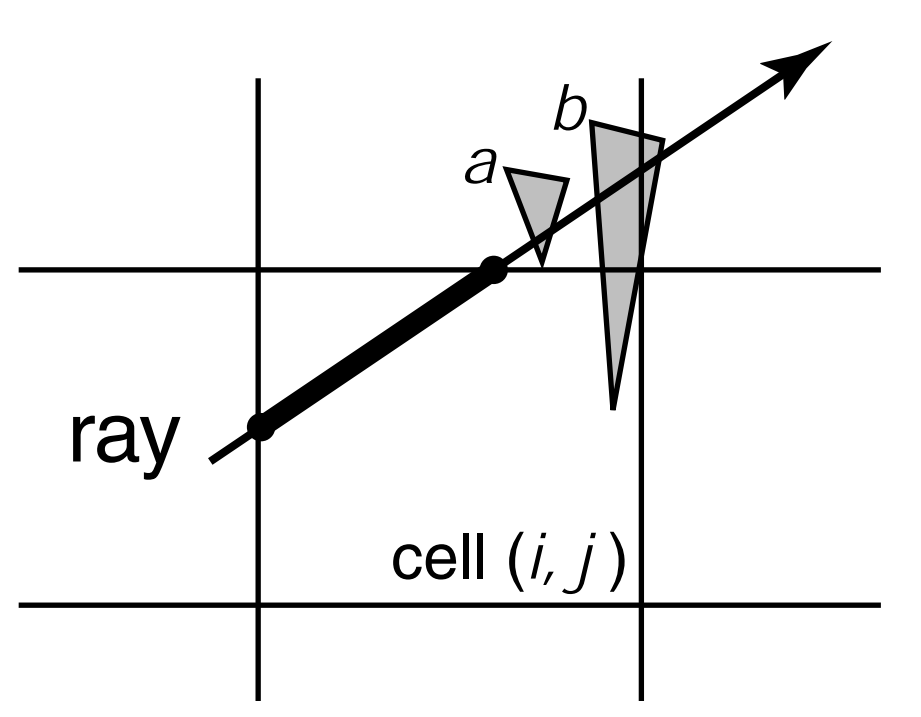 b
a
ray
cell (i, j)